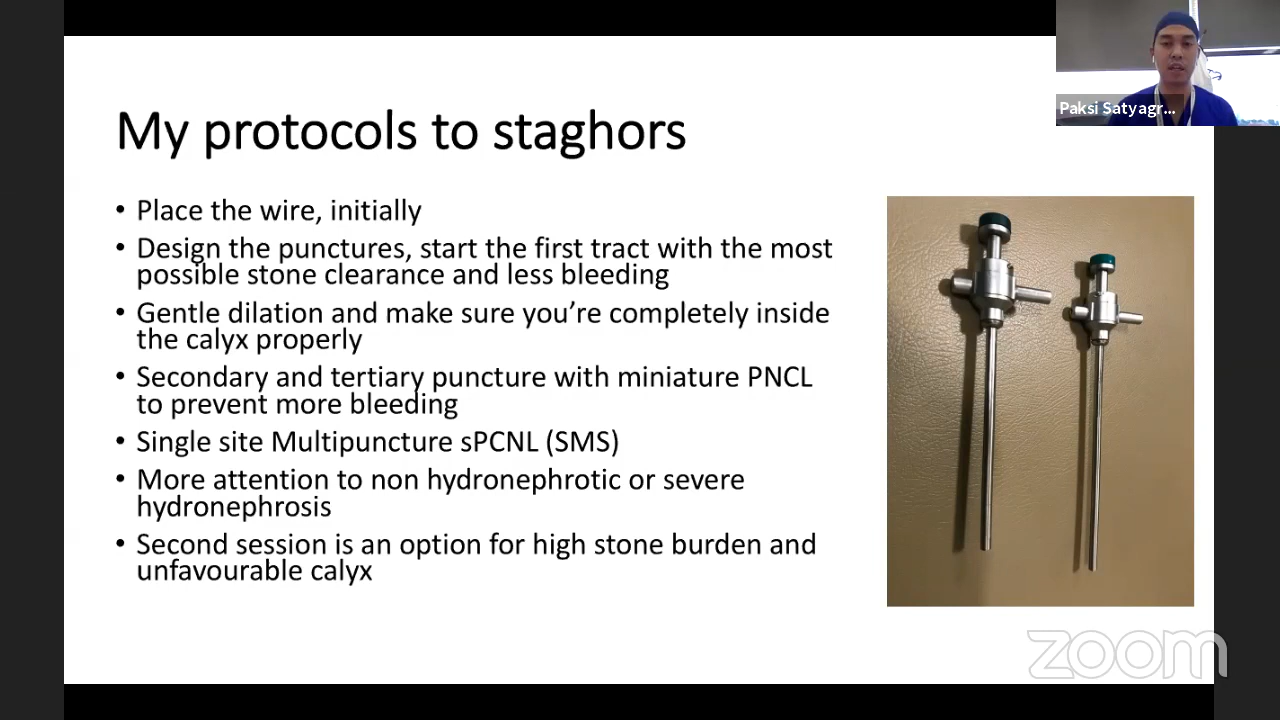 Paksi Satyagr...
My protocols to staghors
• Place the wire, initially
• Design the punctures, start the first tract with the most
possible stone clearance and less bleeding
• Gentle dilation and make sure you’re completely inside
the calyx properly
• Secondary and tertiary puncture with miniature PNCL
to prevent more bleeding
• Single site Multipuncture sPCNL (SMS)
• More attention to non hydronephrotic or severe
hydronephrosis
• Second session is an option for high stone burden and
unfavourable calyx
zoom